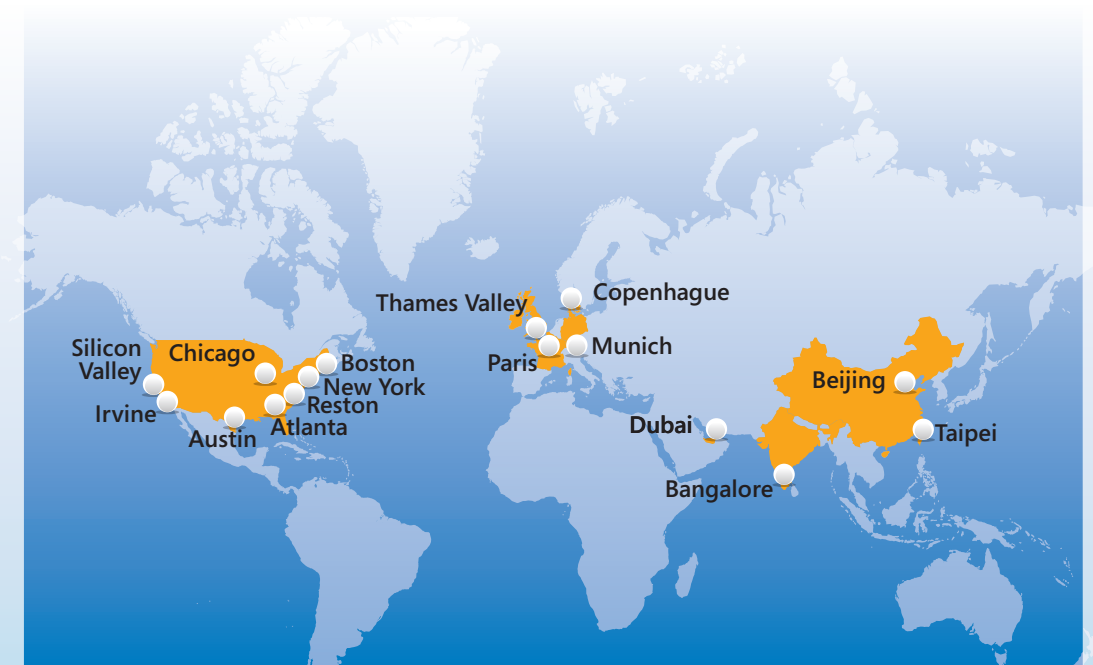 Thames Valley
Copenhague
Paris
Munich
Silicon
Valley
Chicago
Boston
New York
Irvine
Reston
Austin
Atlanta
Beijing
Dubai
Taipei
Bangalore